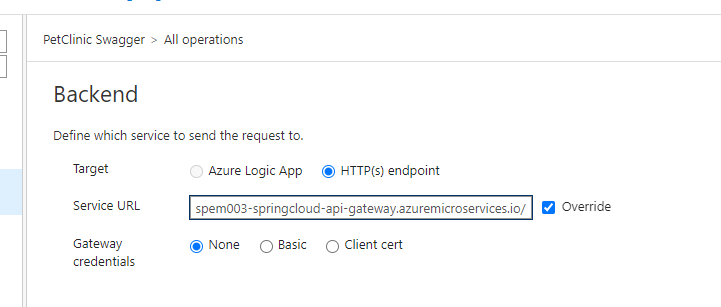 PetClinic Swagger > All operations
Backend
Define which service to send the request to.
Target Azure Logic App HTTP(s) endpoint
Service URL spem003-springcloud-api-gateway.azuremicroservices.io/ Override
Gateway credentials None Basic Client cert